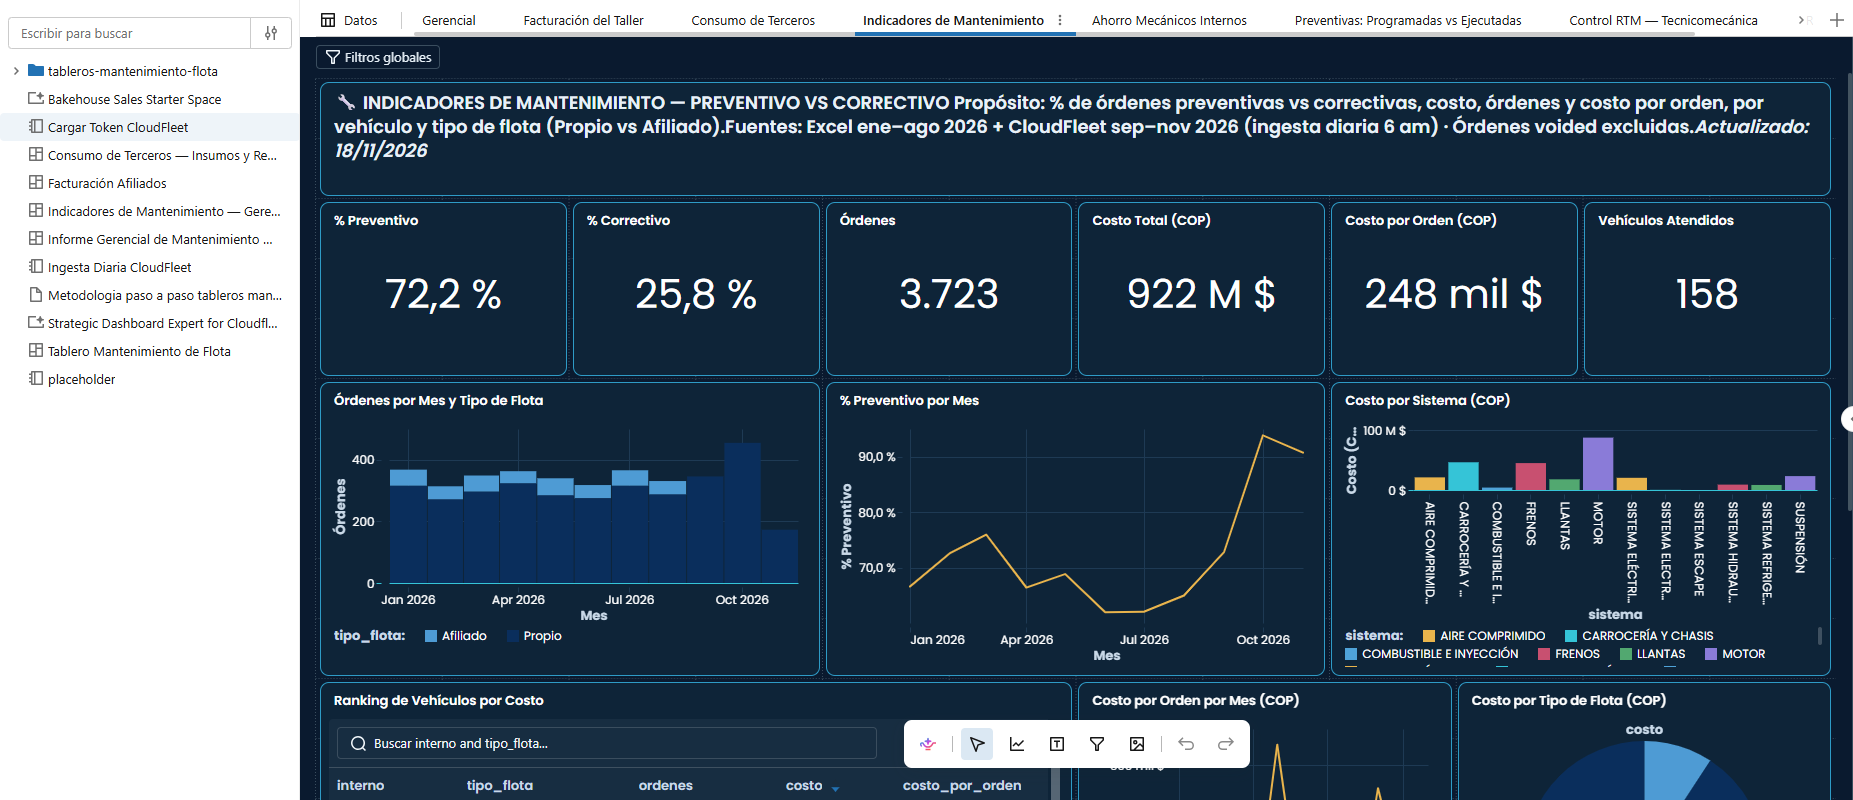 Escribir para buscar
tableros-mantenimiento-flota
Bakehouse Sales Starter Space
Cargar Token CloudFleet
Consumo de Terceros — Insumos y Re...
Facturación Afiliados
Indicadores de Mantenimiento — Gere...
Informe Gerencial de Mantenimiento ...
Ingesta Diaria CloudFleet
Metodologia paso a paso tableros man...
Strategic Dashboard Expert for Cloudfl...
Tablero Mantenimiento de Flota
placeholder
Datos Gerencial Facturación del Taller Consumo de Terceros Indicadores de Mantenimiento Ahorro Mecánicos Internos Preventivas: Programadas vs Ejecutadas Control RTM — Tecnicomecánica
Filtros globales
INDICADORES DE MANTENIMIENTO — PREVENTIVO VS CORRECTIVO Propósito: % de órdenes preventivas vs correctivas, costo, órdenes y costo por orden, por
vehículo y tipo de flota (Propio vs Afiliado).Fuentes: Excel ene–ago 2026 + CloudFleet sep–nov 2026 (ingesta diaria 6 am) · Órdenes voided excluidas.Actualizado:
18/11/2026
% Preventivo % Correctivo Órdenes Costo Total (COP) Costo por Orden (COP) Vehículos Atendidos
72,2 % 25,8 % 3.723 922 M $ 248 mil $ 158
Órdenes por Mes y Tipo de Flota
Órdenes
400
200
0
Jan 2026 Apr 2026 Jul 2026 Oct 2026
Mes
tipo_flota: Afiliado Propio
% Preventivo por Mes
% Preventivo
90,0 %
80,0 %
70,0 %
Jan 2026 Apr 2026 Jul 2026 Oct 2026
Mes
Costo por Sistema (COP)
Costo (C...
100 M $
0 $
AIRE COMPRIMID...
CARROCERÍA Y ...
COMBUSTIBLE E I...
FRENOS
LLANTAS
MOTOR
SISTEMA ELÉCTRI...
SISTEMA ELECTR...
SISTEMA ESCAPE
SISTEMA HIDRAU...
SISTEMA REFRIGE...
SUSPENSIÓN
sistema
sistema: AIRE COMPRIMIDO CARROCERÍA Y CHASIS
COMBUSTIBLE E INYECCIÓN FRENOS LLANTAS MOTOR
Ranking de Vehículos por Costo
Buscar interno and tipo_flota...
interno tipo_flota ordenes costo costo_por_orden
Costo por Orden por Mes (COP)
Costo por Tipo de Flota (COP)
costo